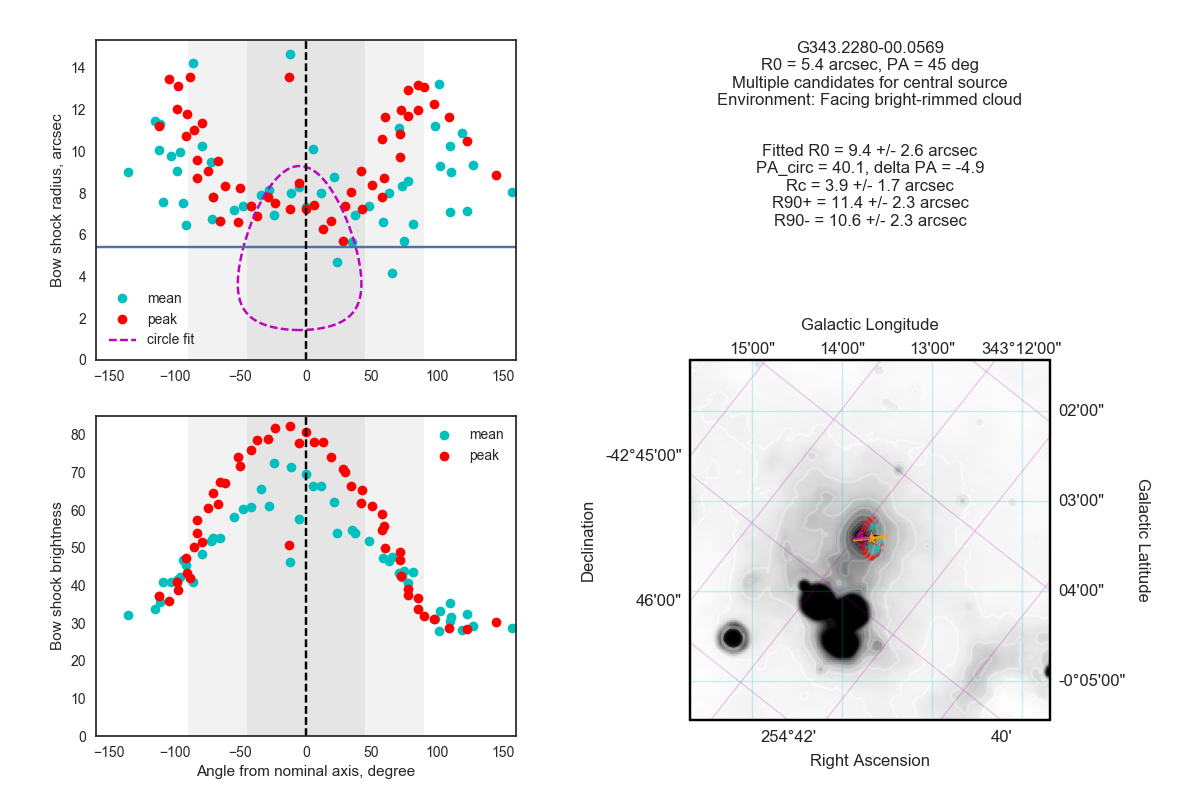 14
12
10
8
6
4
2
0
Bow shock radius, arcsec
mean
peak
circle fit
−150
−100
−50
0
50
100
150
80
70
60
50
40
30
20
10
0
Bow shock brightness
mean
peak
−150
−100
−50
0
50
100
150
Angle from nominal axis, degree
G343.2280-00.0569
R0 = 5.4 arcsec, PA = 45 deg
Multiple candidates for central source
Environment: Facing bright-rimmed cloud
Fitted R0 = 9.4 +/- 2.6 arcsec
PA_circ = 40.1, delta PA = -4.9
Rc = 3.9 +/- 1.7 arcsec
R90+ = 11.4 +/- 2.3 arcsec
R90- = 10.6 +/- 2.3 arcsec
Galactic Longitude
15'00"
14'00"
13'00"
343°12'00"
02'00"
03'00"
04'00"
-0°05'00"
Galactic Latitude
-42°45'00"
46'00"
Declination
254°42'
40'
Right Ascension